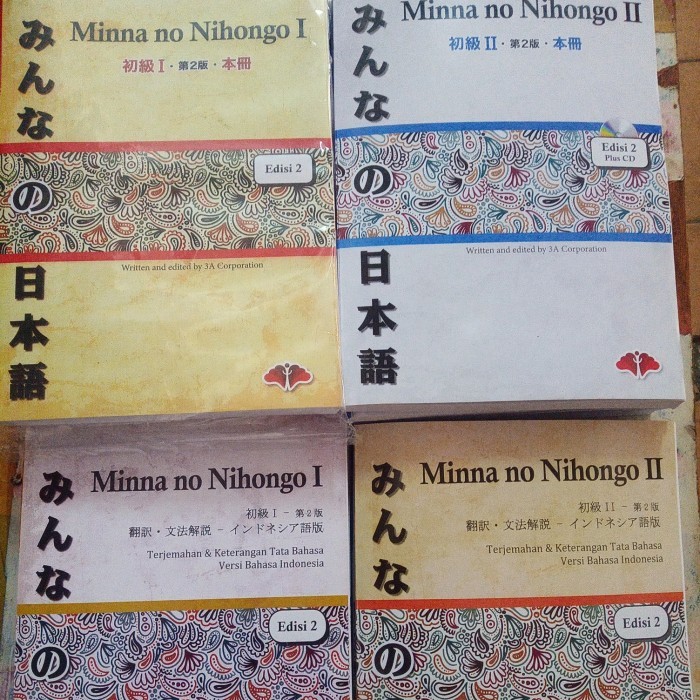 みんなの日本語
Minna no Nihongo I
初級 I・第2版・本冊
Edisi 2
Written and edited by 3A Corporation
みんなの日本語
Minna no Nihongo II
初級 II・第2版・本冊
Edisi 2
Plus CD
Written and edited by 3A Corporation
みんなの
Minna no Nihongo I
初級 I － 第2版
翻訳・文法解説 － インドネシア語版
Terjemahan & Keterangan Tata Bahasa
Versi Bahasa Indonesia
Edisi 2
みんなの
Minna no Nihongo II
初級 II － 第2版
翻訳・文法解説 － インドネシア語版
Terjemahan & Keterangan Tata Bahasa
Versi Bahasa Indonesia
Edisi 2